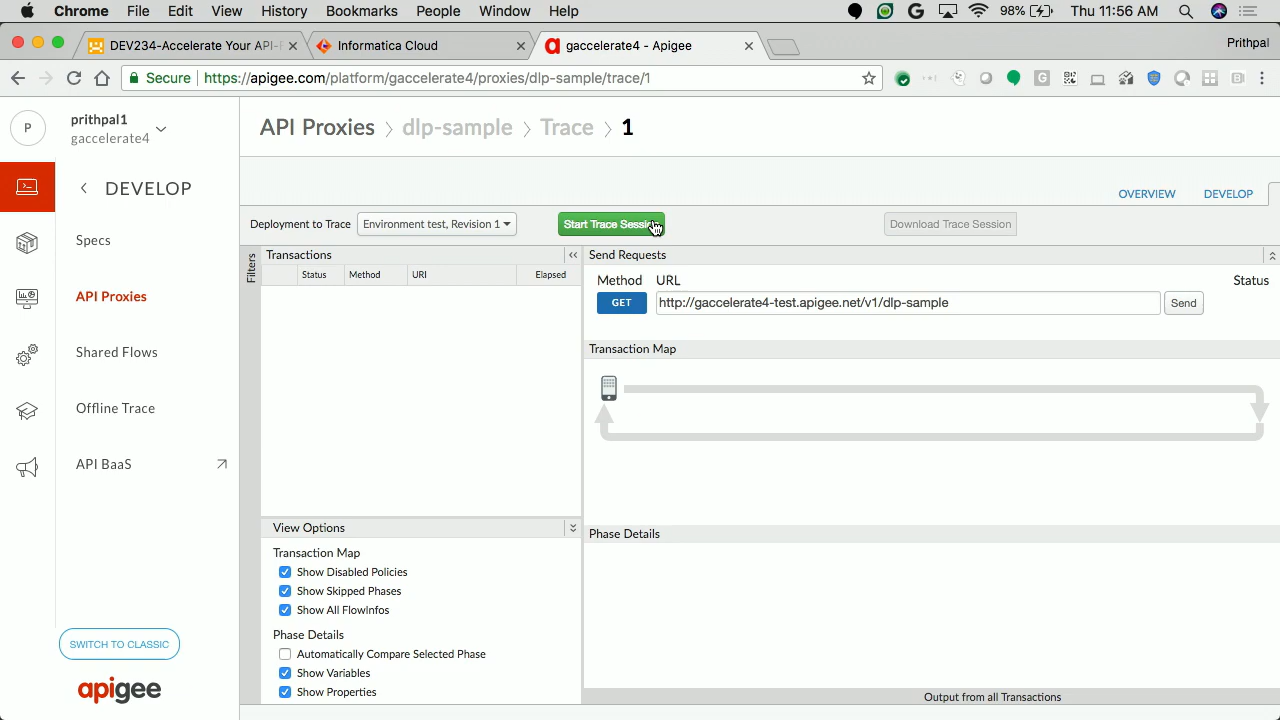 Chrome File Edit View History Bookmarks People Window Help 98% Thu 11:56 AM
DEV234-Accelerate Your API-F Informatica Cloud gaccelerate4 - Apigee Prithpal
Secure https://apigee.com/platform/gaccelerate4/proxies/dlp-sample/trace/1
P prithpal1
gaccelerate4
API Proxies > dlp-sample > Trace > 1
DEVELOP
OVERVIEW DEVELOP
Deployment to Trace Environment test, Revision 1 Start Trace Session Download Trace Session
Specs
API Proxies
Shared Flows
Offline Trace
API BaaS
SWITCH TO CLASSIC
apigee
Filters
Transactions
Status Method URI Elapsed
View Options
Transaction Map
Show Disabled Policies
Show Skipped Phases
Show All FlowInfos
Phase Details
Automatically Compare Selected Phase
Show Variables
Show Properties
Send Requests
Method URL Status
GET http://gaccelerate4-test.apigee.net/v1/dlp-sample Send
Transaction Map
Phase Details
Output from all Transactions